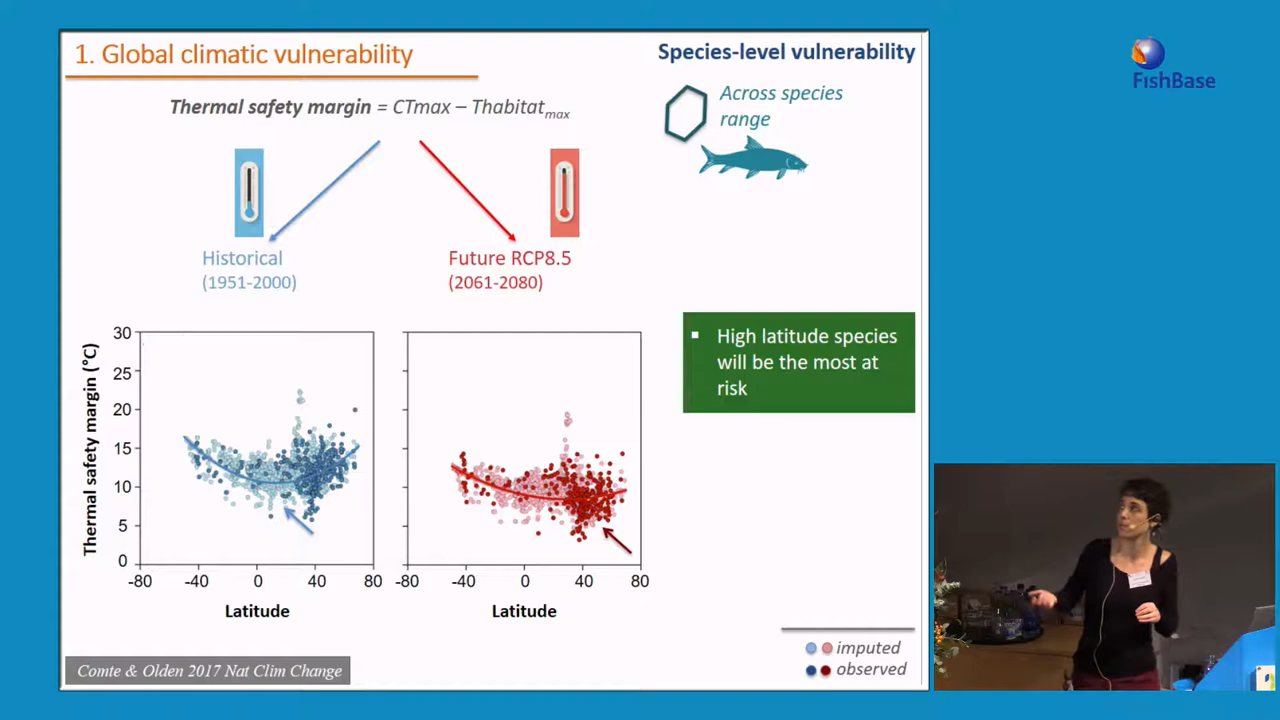 1. Global climatic vulnerability
Species-level vulnerability
FishBase
Thermal safety margin = CTmax – Thabitatmax
Across species
range
Historical
(1951-2000)
Future RCP8.5
(2061-2080)
High latitude species
will be the most at
risk
Thermal safety margin (°C)
30
25
20
15
10
5
0
-80 -40 0 40 80
-80 -40 0 40 80
Latitude
Latitude
imputed
observed
Comte & Olden 2017 Nat Clim Change